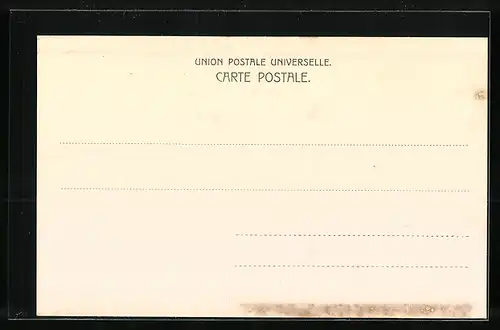 UNION POSTALE UNIVERSELLE.
CARTE POSTALE.